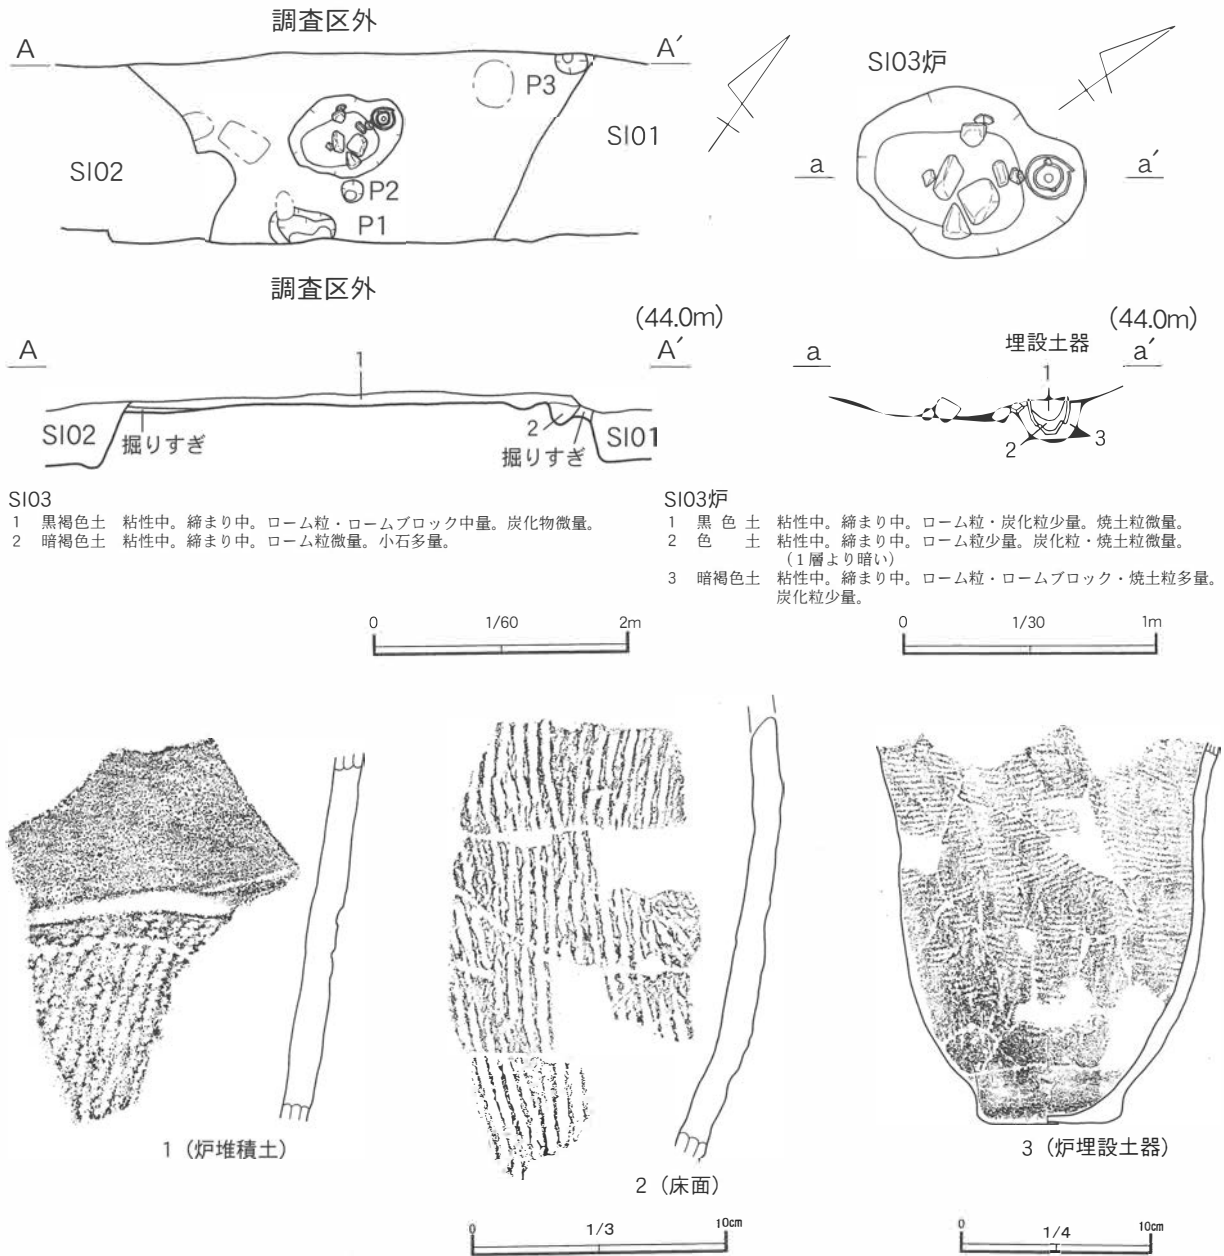 調査区外
A
A′
P3
SI02
SI01
P2
P1
調査区外
SI03炉
a
a′
(44.0m)
A
1
A′
SI02
掘りすぎ
2
掘りすぎ
SI01
(44.0m)
a
埋設土器
a′
1
2
3
SI03
1 黒褐色土 粘性中。締まり中。ローム粒・ロームブロック中量。炭化物微量。
2 暗褐色土 粘性中。締まり中。ローム粒微量。小石多量。
SI03炉
1 黒色土 粘性中。締まり中。ローム粒・炭化粒少量。焼土粒微量。
2 色土 粘性中。締まり中。ローム粒少量。炭化粒・焼土粒微量。
(1層より暗い)
3 暗褐色土 粘性中。締まり中。ローム粒・ロームブロック・焼土粒多量。
炭化粒少量。
0 1/60 2m
0 1/30 1m
1(炉堆積土)
2(床面)
3(炉埋設土器)
0 1/3 10cm
0 1/4 10cm